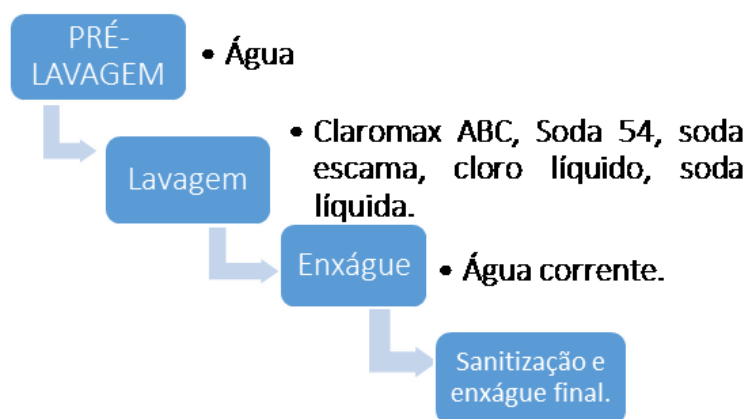 PRÉ-
LAVAGEM
• Água
Lavagem
• Claromax ABC, Soda 54, soda
escama, cloro líquido, soda
líquida.
Enxágue
• Água corrente.
Sanitização e
enxágue final.